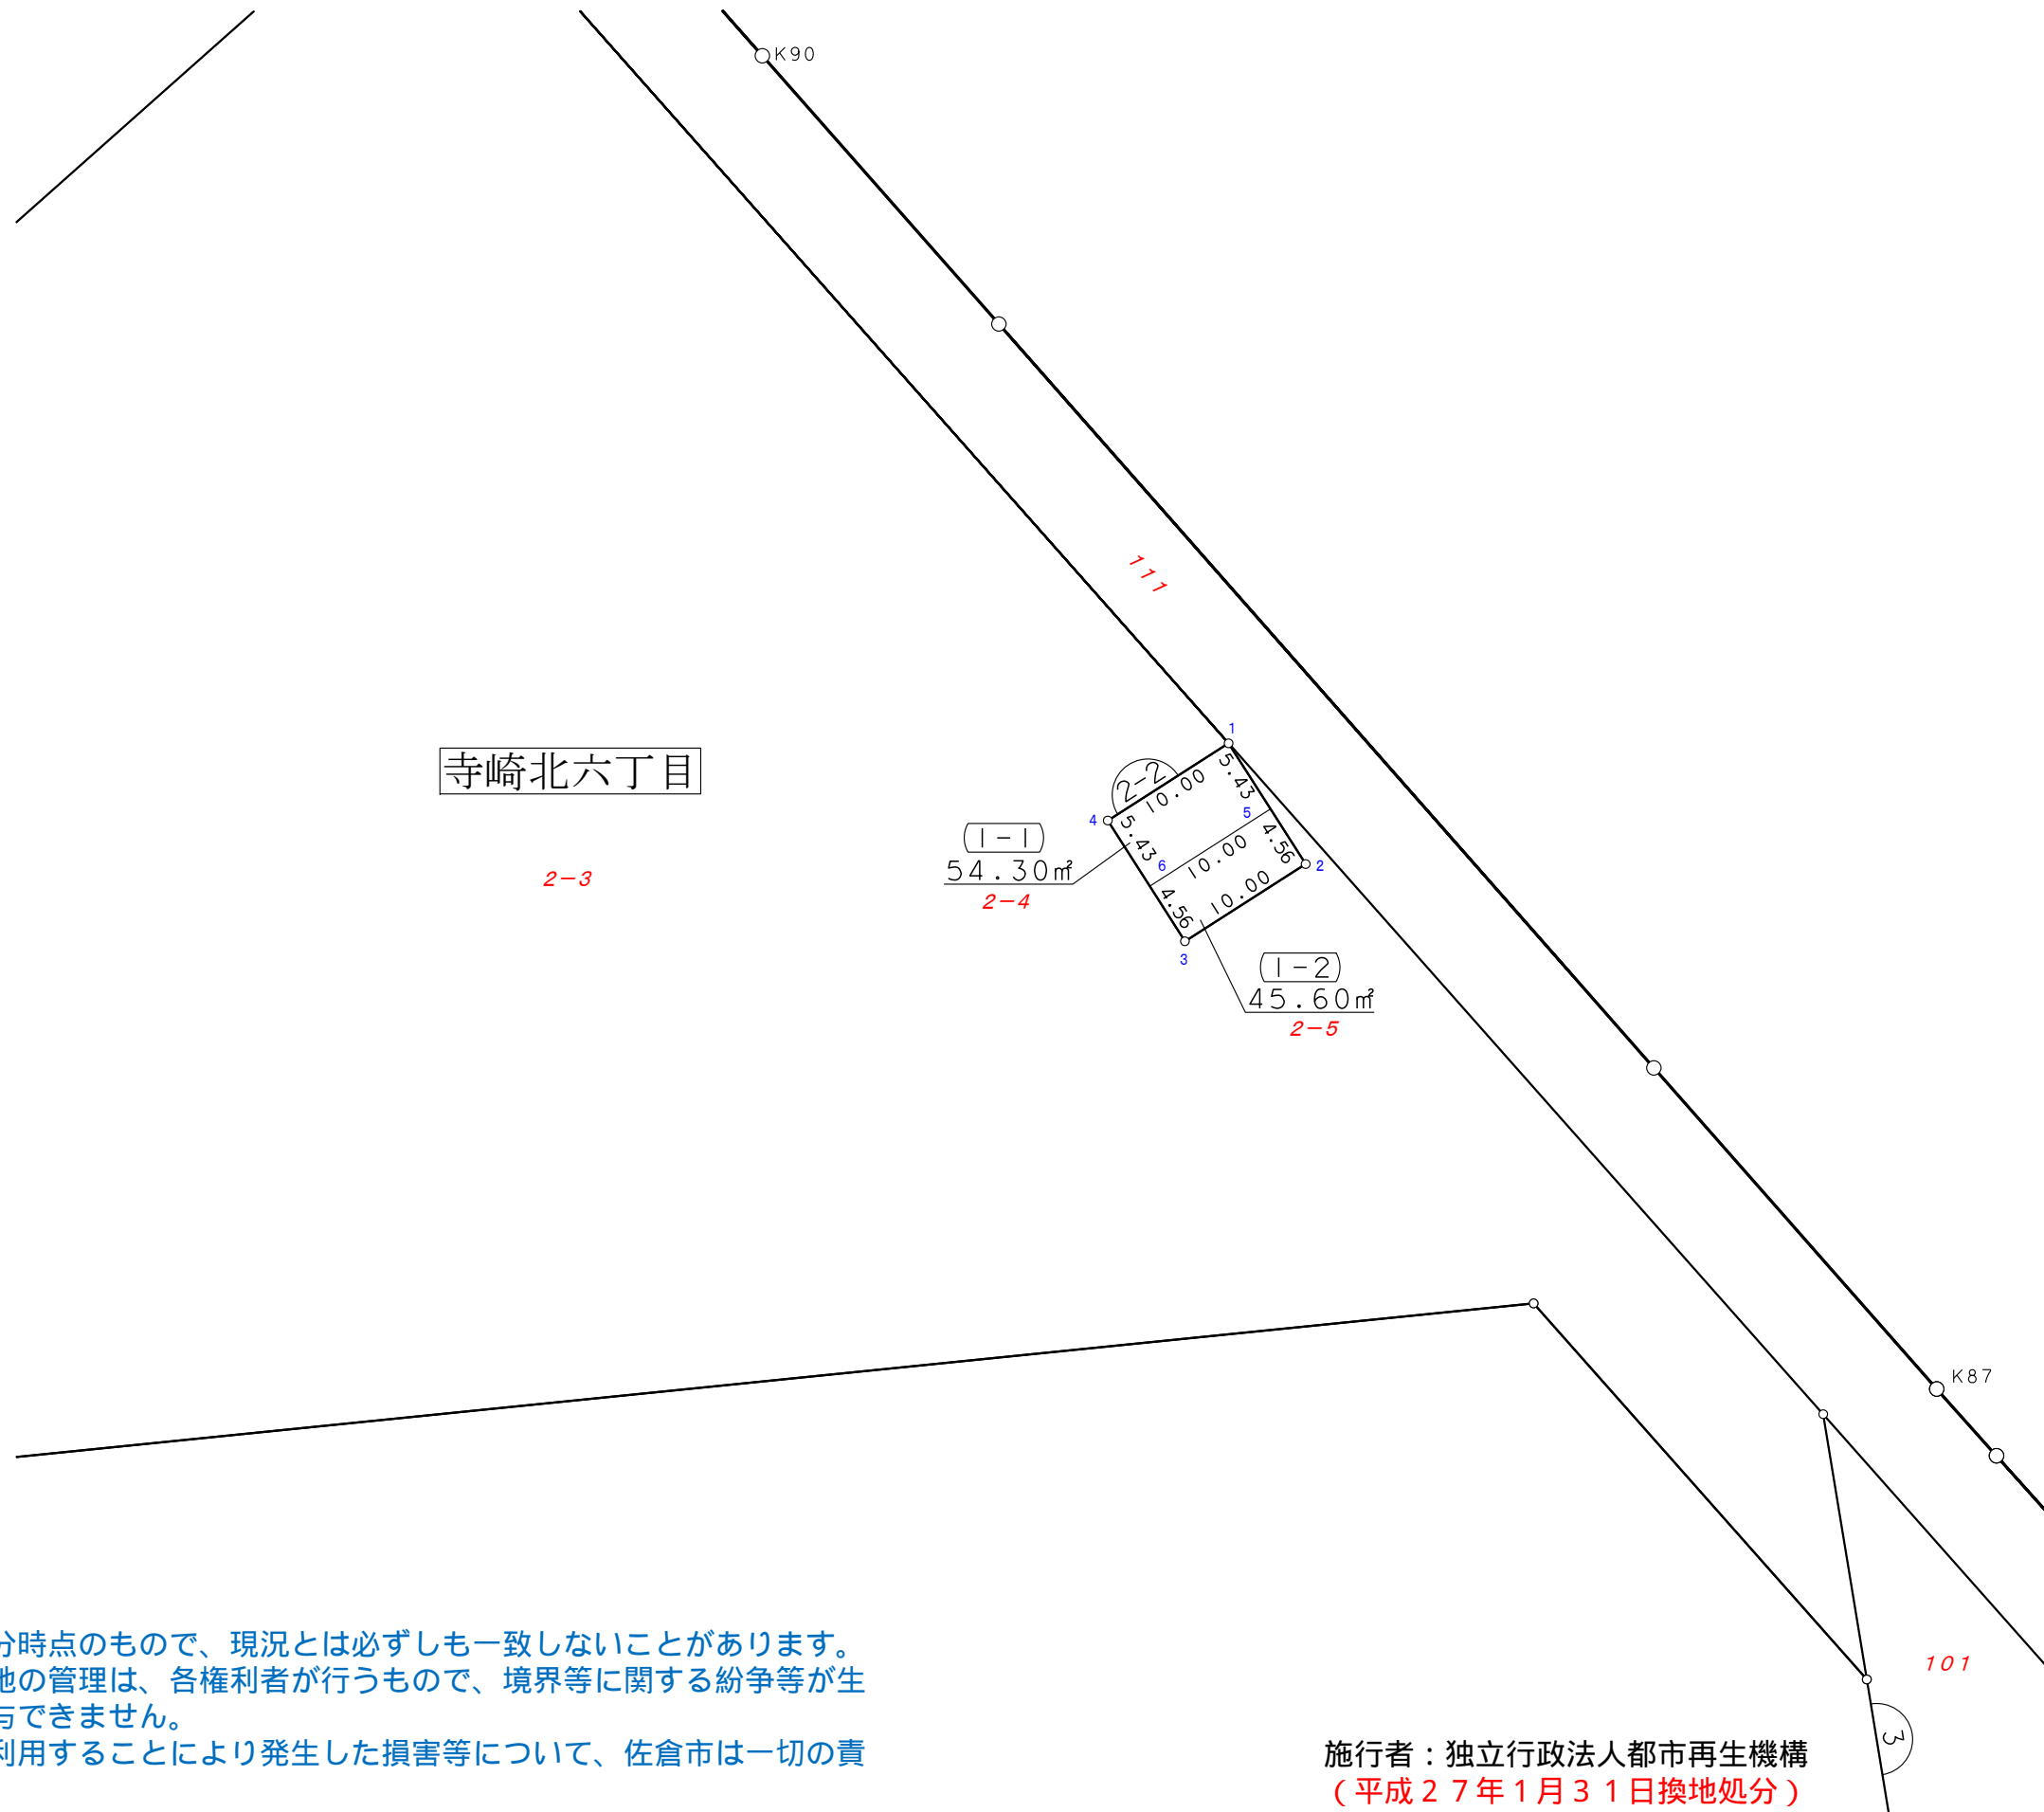 K90
111
1
寺崎北六丁目
2-2
10.00
5.43
5
4
5.43
(1-1)
54.30㎡
2-4
4.56
10.00
6
2
2-3
4.56
10.00
3
(1-2)
45.60㎡
2-5
K87
分時点のもので、現況とは必ずしも一致しないことがあります。
地の管理は、各権利者が行うもので、境界等に関する紛争等が生
与できません。
利用することにより発生した損害等について、佐倉市は一切の責
101
3
施行者：独立行政法人都市再生機構
（平成２７年１月３１日換地処分）